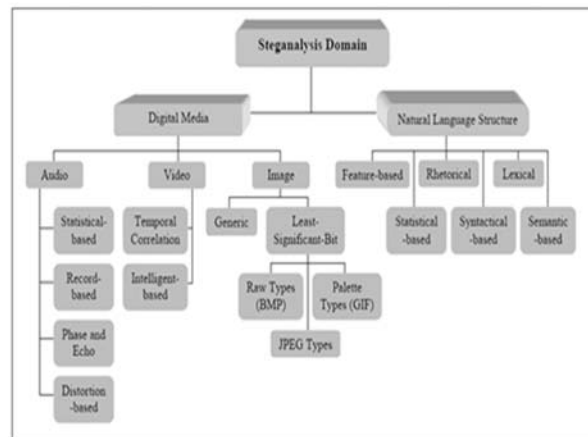 Steganalysis Domain
Digital Media
Natural Language Structure
Audio
Video
Image
Feature-based
Rhetorical
Lexical
Statistical-
based
Temporal
Correlation
Generic
Least-
Significant-Bit
Statistical
-based
Syntactical
-based
Semantic
-based
Record-
based
Intelligent-
based
Raw Types
(BMP)
Palette
Types (GIF)
Phase and
Echo
JPEG Types
Distortion
-based